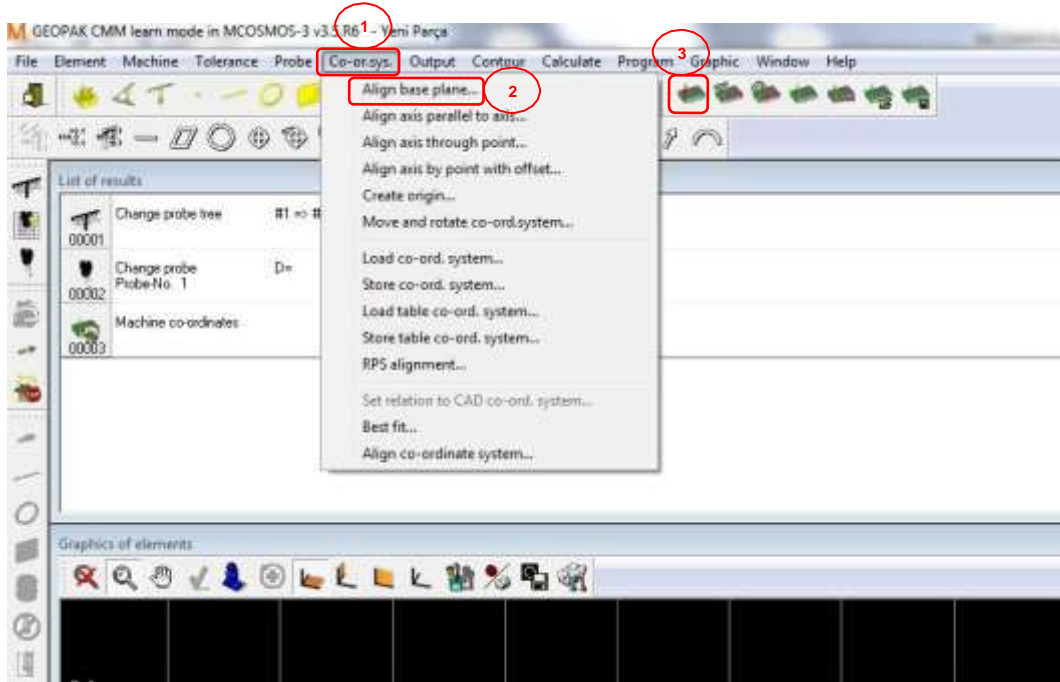 1
GEOPAK CMM learn mode in MCOSMOS-3 v3.5.R6 - Yeni Parça
3
File Element Machine Tolerance Probe Co-or.sys. Output Contour Calculate Program Graphic Window Help
Align base plane...
2
Align axis parallel to axis...
Align axis through point...
Align axis by point with offset...
Create origin...
Move and rotate co-ord.system...
Load co-ord. system...
Store co-ord. system...
Load table co-ord. system...
Store table co-ord. system...
RPS alignment...
Set relation to CAD co-ord. system...
Best fit...
Align co-ordinate system...
List of results
Change probe tree #1 => #
00001
Change probe D=
Probe-No. 1
00002
Machine co-ordinates
00003
Graphics of elements